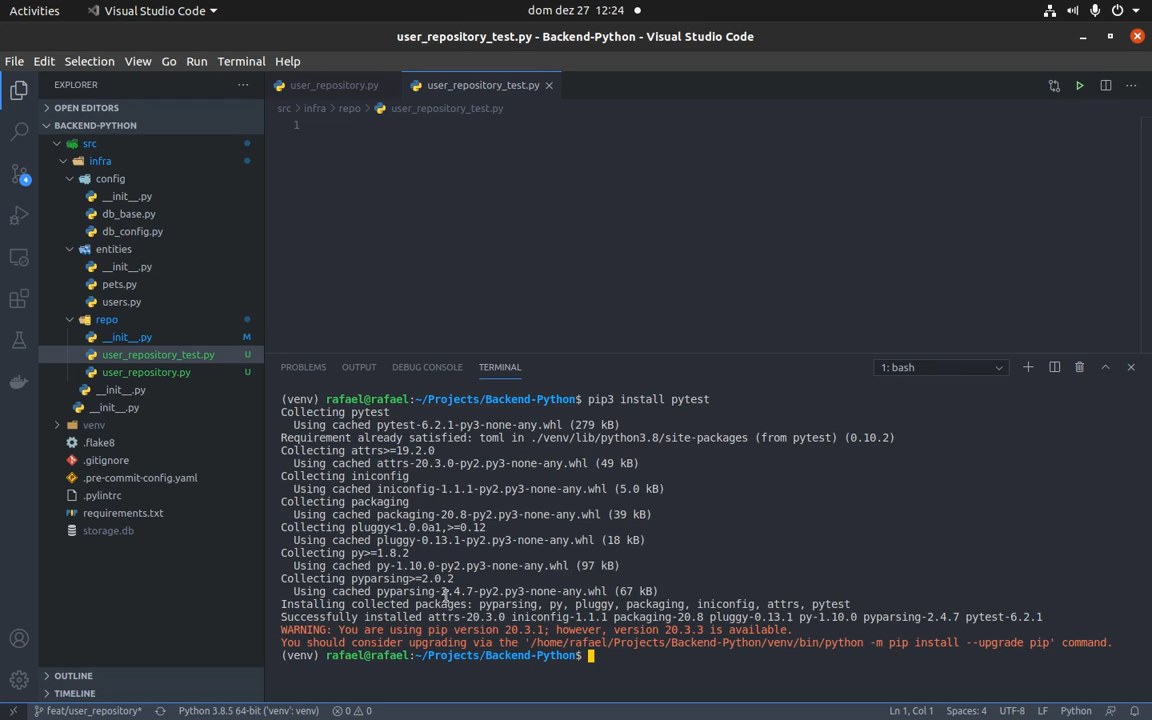 Activities
Visual Studio Code
dom dez 27 12:24
user_repository_test.py - Backend-Python - Visual Studio Code
File Edit Selection View Go Run Terminal Help
EXPLORER
OPEN EDITORS
BACKEND-PYTHON
src
infra
config
__init__.py
db_base.py
db_config.py
entities
__init__.py
pets.py
users.py
repo
__init__.py M
user_repository_test.py U
user_repository.py U
__init__.py
__init__.py
venv
.flake8
.gitignore
.pre-commit-config.yaml
.pylintrc
requirements.txt
storage.db
OUTLINE
TIMELINE
4
user_repository.py
user_repository_test.py
src > infra > repo > user_repository_test.py
1
PROBLEMS OUTPUT DEBUG CONSOLE TERMINAL
1: bash
(venv) rafael@rafael:~/Projects/Backend-Python$ pip3 install pytest
Collecting pytest
Using cached pytest-6.2.1-py3-none-any.whl (279 kB)
Requirement already satisfied: toml in ./venv/lib/python3.8/site-packages (from pytest) (0.10.2)
Collecting attrs>=19.2.0
Using cached attrs-20.3.0-py2.py3-none-any.whl (49 kB)
Collecting iniconfig
Using cached iniconfig-1.1.1-py2.py3-none-any.whl (5.0 kB)
Collecting packaging
Using cached packaging-20.8-py2.py3-none-any.whl (39 kB)
Collecting pluggy<1.0.0a1,>=0.12
Using cached pluggy-0.13.1-py2.py3-none-any.whl (18 kB)
Collecting py>=1.8.2
Using cached py-1.10.0-py2.py3-none-any.whl (97 kB)
Collecting pyparsing>=2.0.2
Using cached pyparsing-2.4.7-py2.py3-none-any.whl (67 kB)
Installing collected packages: pyparsing, py, pluggy, packaging, iniconfig, attrs, pytest
Successfully installed attrs-20.3.0 iniconfig-1.1.1 packaging-20.8 pluggy-0.13.1 py-1.10.0 pyparsing-2.4.7 pytest-6.2.1
WARNING: You are using pip version 20.3.1; however, version 20.3.3 is available.
You should consider upgrading via the '/home/rafael/Projects/Backend-Python/venv/bin/python -m pip install --upgrade pip' command.
(venv) rafael@rafael:~/Projects/Backend-Python$
feat/user_repository* Python 3.8.5 64-bit ('venv': venv) 0 0 Ln 1, Col 1 Spaces: 4 UTF-8 LF Python